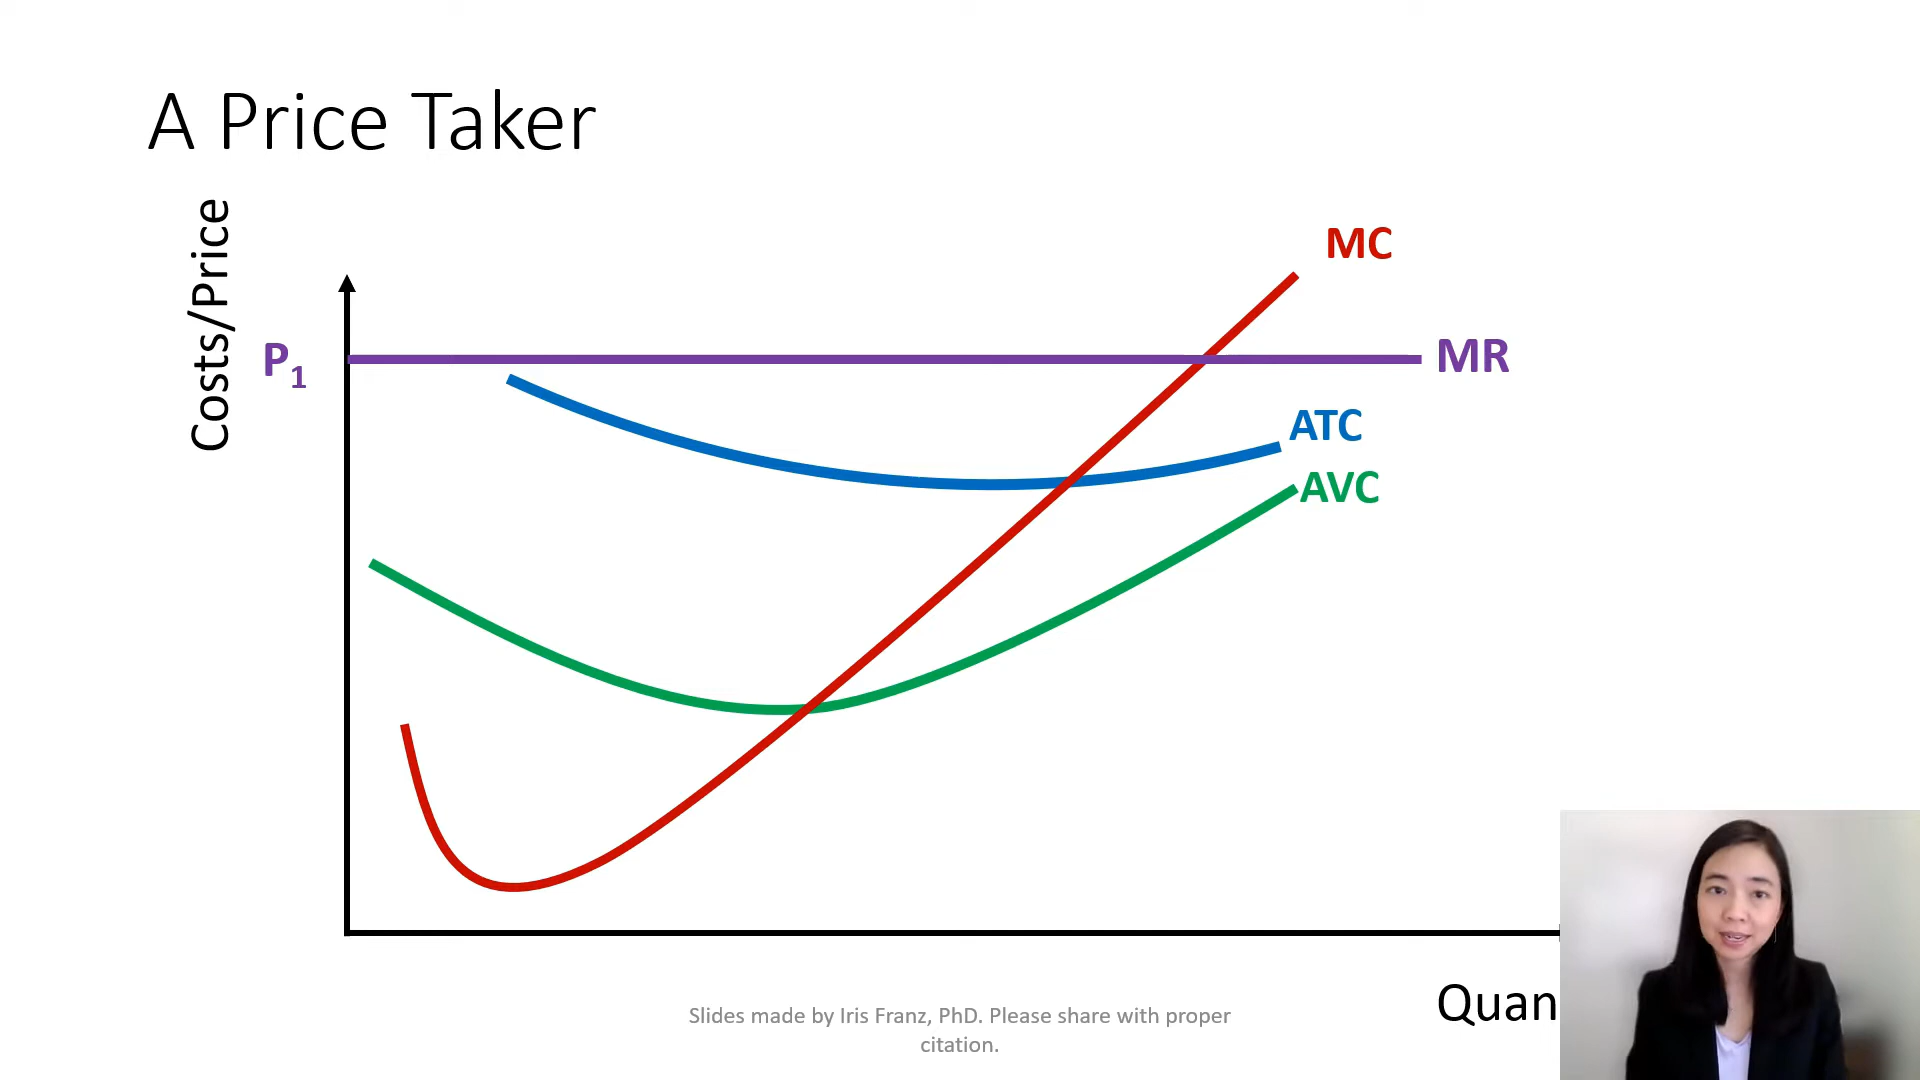 A Price Taker
Costs/Price
MC
P1
MR
ATC
AVC
Quan
Slides made by Iris Franz, PhD. Please share with proper
citation.